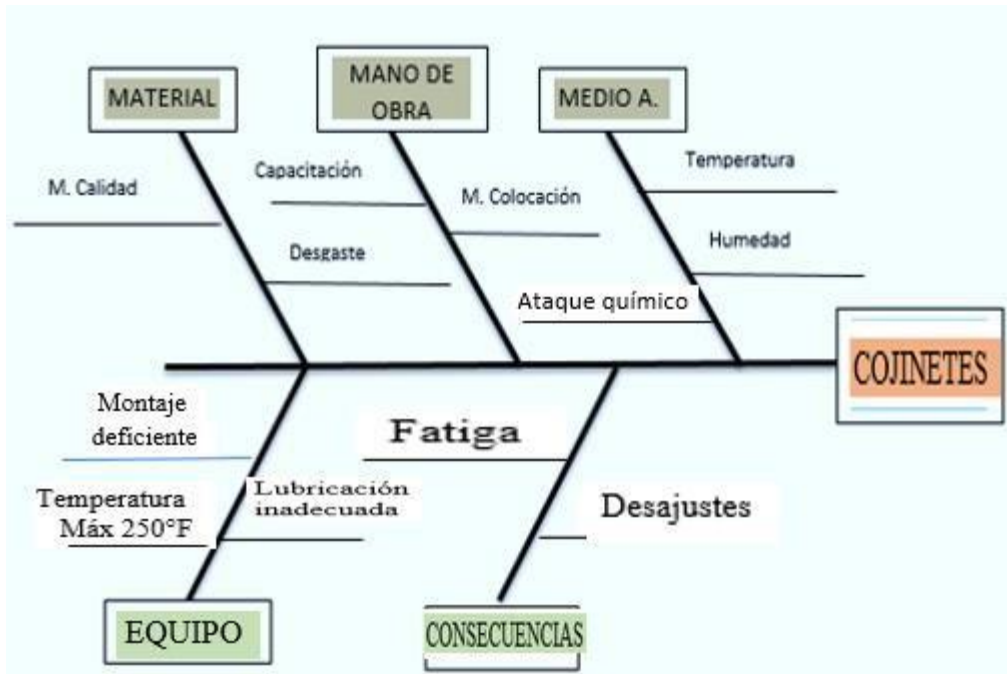 MATERIAL
MANO DE
OBRA
MEDIO A.
M. Calidad
Capacitación
Desgaste
M. Colocación
Temperatura
Humedad
Ataque químico
COJINETES
Montaje
deficiente
Temperatura
Máx 250°F
Lubricación
inadecuada
Fatiga
Desajustes
EQUIPO
CONSECUENCIAS